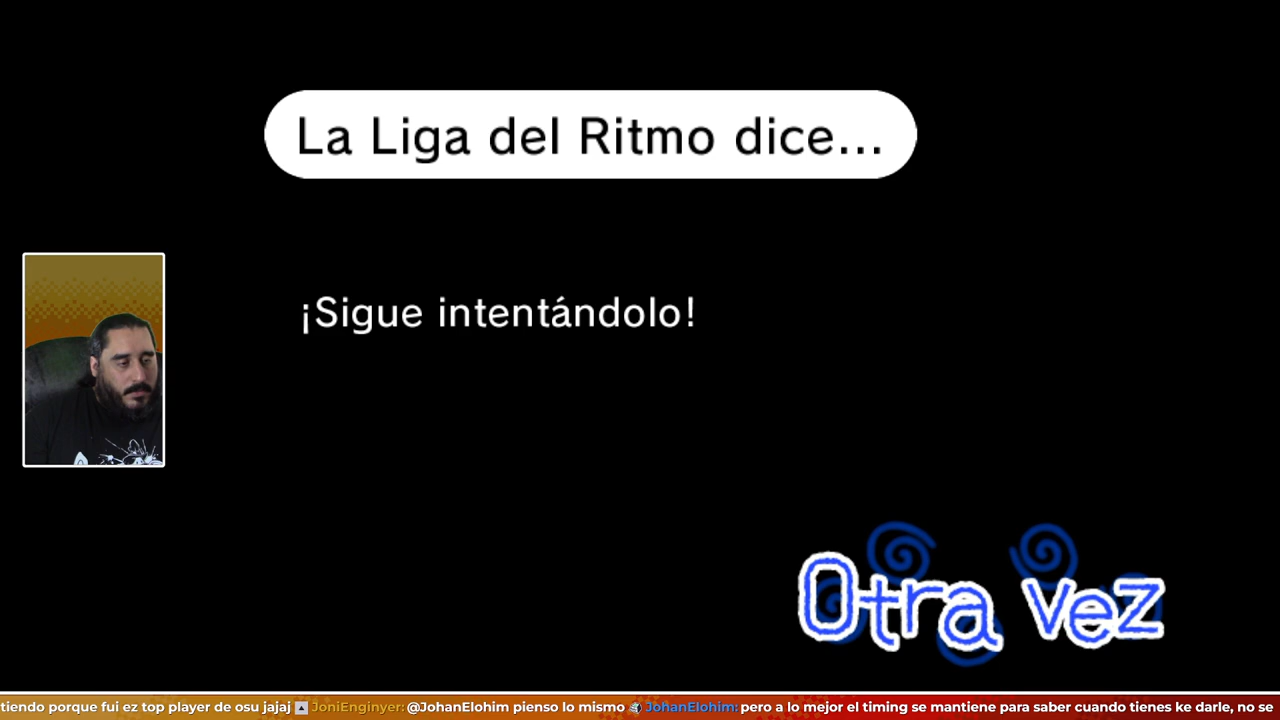 La Liga del Ritmo dice...
¡Sigue intentándolo!
Otra vez
tiendo porque fui ez top player de osu jajaj JoniEnginyer: @JohanElohim pienso lo mismo JohanElohim: pero a lo mejor el timing se mantiene para saber cuando tienes ke darle, no se